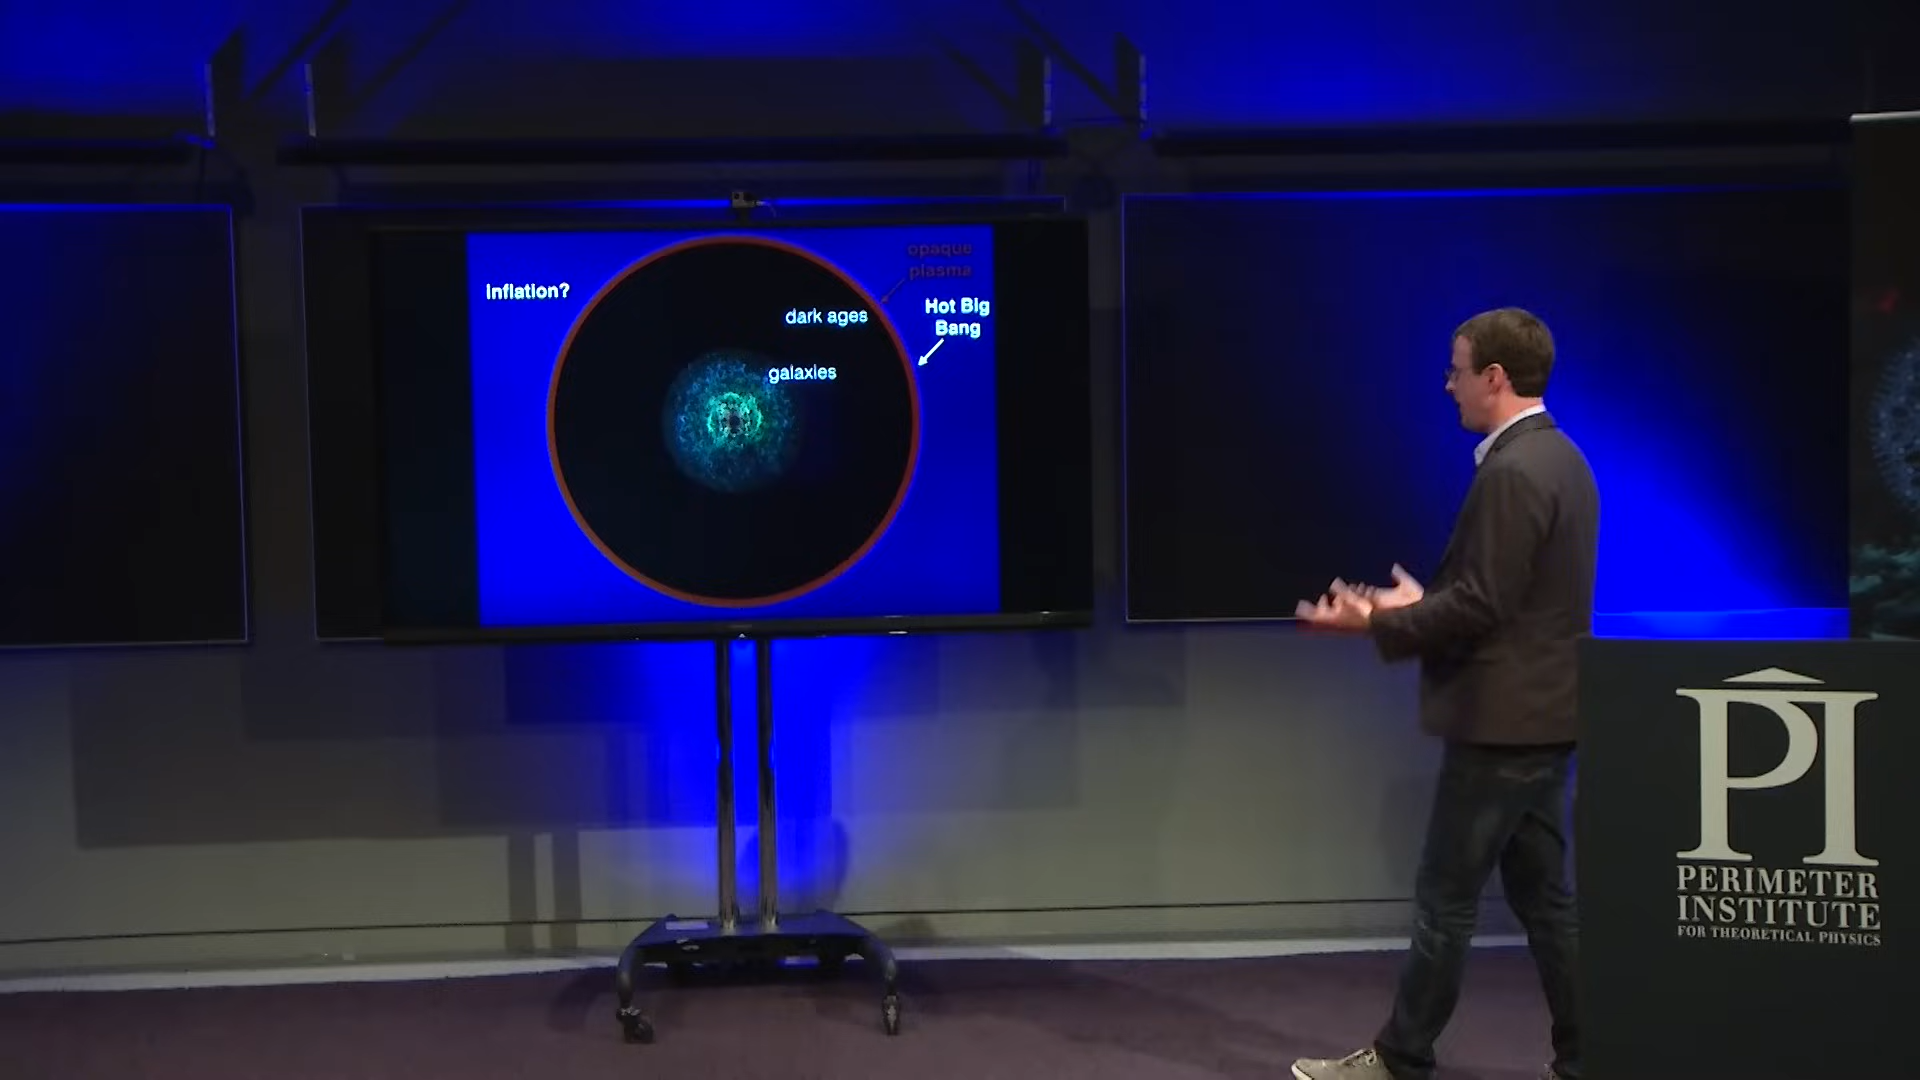 Inflation?
opaque
plasma
Hot Big
Bang
dark ages
galaxies
PI
PERIMETER
INSTITUTE
FOR THEORETICAL PHYSICS